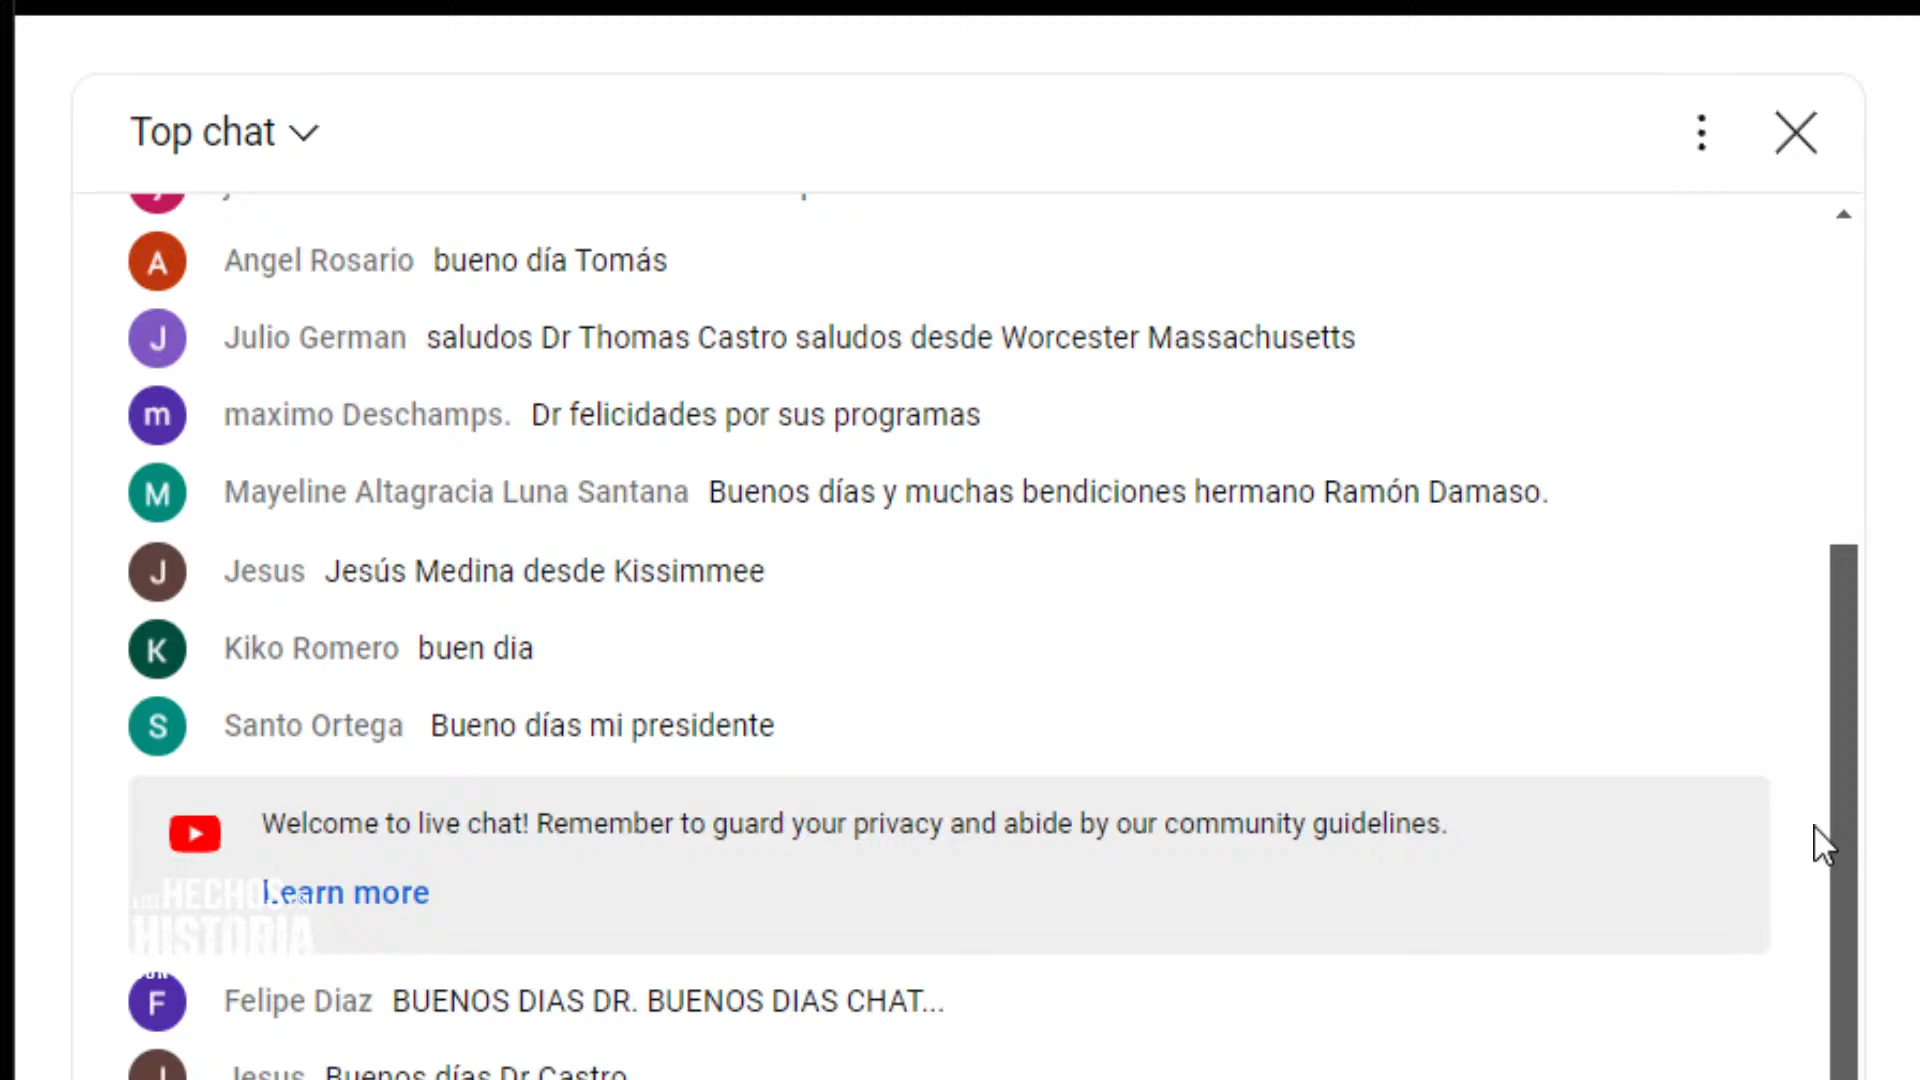 Top chat
A Angel Rosario bueno día Tomás
J Julio German saludos Dr Thomas Castro saludos desde Worcester Massachusetts
m maximo Deschamps. Dr felicidades por sus programas
M Mayeline Altagracia Luna Santana Buenos días y muchas bendiciones hermano Ramón Damaso.
J Jesus Jesús Medina desde Kissimmee
K Kiko Romero buen dia
S Santo Ortega Bueno días mi presidente
Welcome to live chat! Remember to guard your privacy and abide by our community guidelines.
Learn more
HECHOS
HISTORIA
F Felipe Diaz BUENOS DIAS DR. BUENOS DIAS CHAT...
J Jesus Buenos días Dr Castro